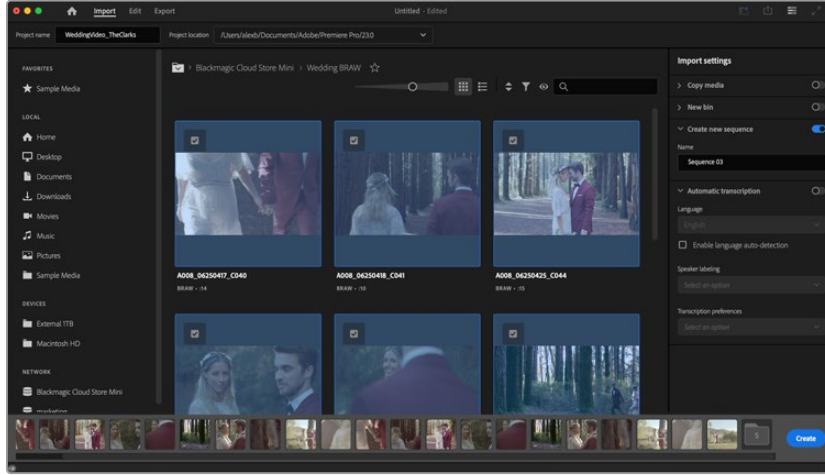 Import Edit Export Untitled - Edited
Project name WeddingVideo_TheClarks Project location /Users/alexb/Documents/Adobe/Premiere Pro/23.0
FAVORITES
Sample Media
LOCAL
Home
Desktop
Documents
Downloads
Movies
Music
Pictures
Sample Media
DEVICES
External 1TB
Macintosh HD
NETWORK
Blackmagic Cloud Store Mini
marketing
Blackmagic Cloud Store Mini › Wedding BRAW
A008_06250417_C040
BRAW - :14
A008_06250418_C041
BRAW - :10
A008_06250425_C044
BRAW - :15
Import settings
Copy media
New bin
Create new sequence
Name
Sequence 03
Automatic transcription
Language
English
Enable language auto-detection
Speaker labeling
Select an option
Transcription preferences
Select an option
5
Create